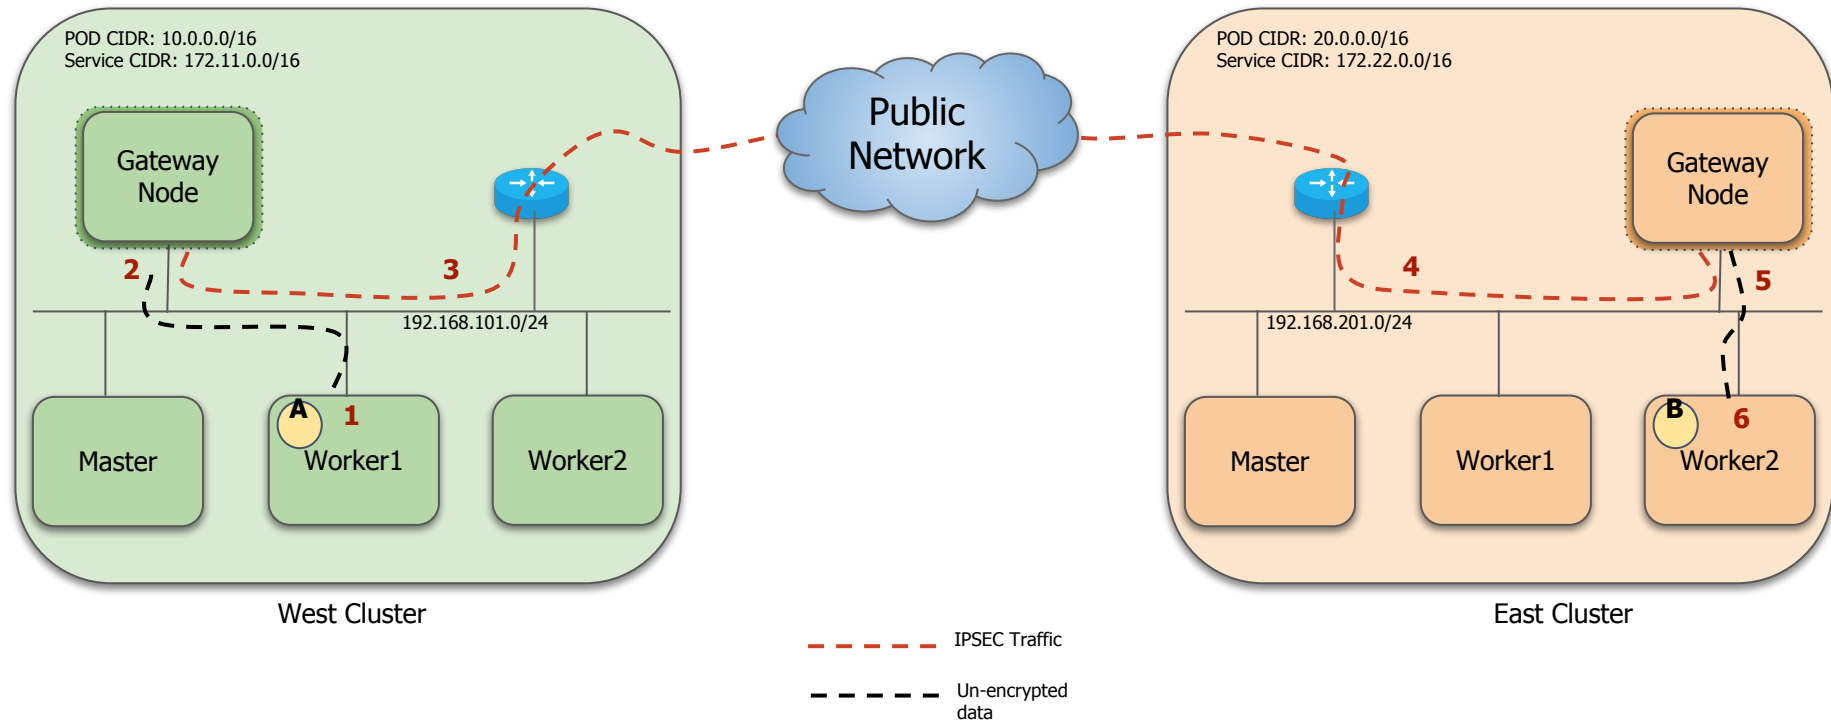 POD CIDR: 10.0.0.0/16
Service CIDR: 172.11.0.0/16
Gateway
Node
2
3
192.168.101.0/24
A
1
Master
Worker1
Worker2
West Cluster
Public
Network
POD CIDR: 20.0.0.0/16
Service CIDR: 172.22.0.0/16
Gateway
Node
4
5
192.168.201.0/24
B
6
Master
Worker1
Worker2
East Cluster
IPSEC Traffic
Un-encrypted
data